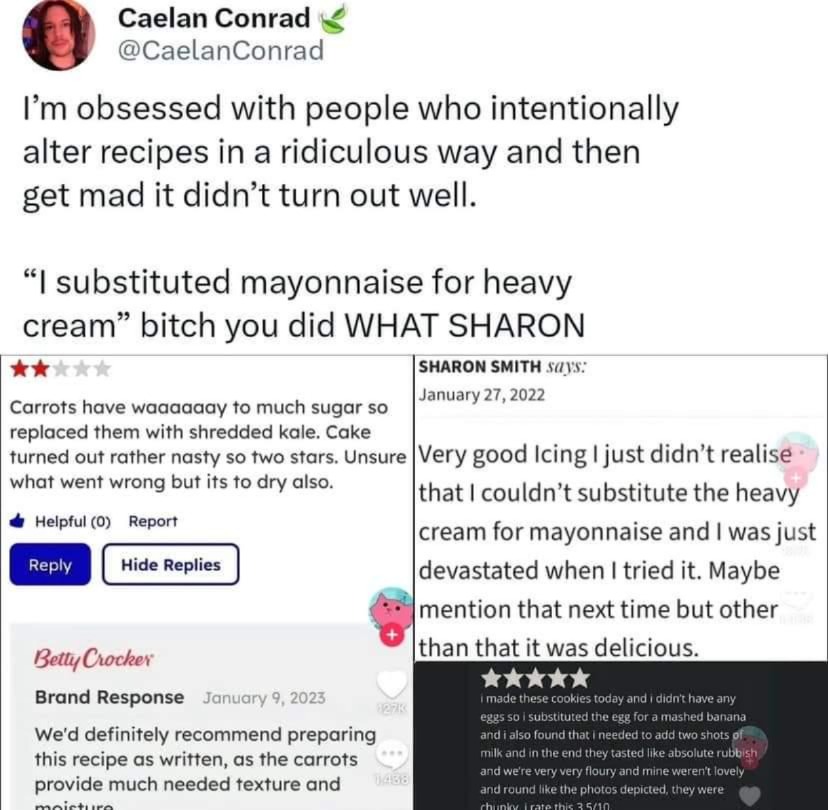 Caelan Conrad
@CaelanConrad
I'm obsessed with people who intentionally
alter recipes in a ridiculous way and then
get mad it didn't turn out well.
“I substituted mayonnaise for heavy
cream” bitch you did WHAT SHARON
Carrots have waaaaaay to much sugar so
replaced them with shredded kale. Cake
turned out rather nasty so two stars. Unsure
what went wrong but its to dry also.
Helpful (0) Report
Reply Hide Replies
Betty Crocker
Brand Response January 9, 2023
We'd definitely recommend preparing
this recipe as written, as the carrots
provide much needed texture and
moisture
127K
1,438
SHARON SMITH says:
January 27, 2022
Very good Icing I just didn't realise
that I couldn't substitute the heavy
cream for mayonnaise and I was just
devastated when I tried it. Maybe
mention that next time but other
than that it was delicious.
i made these cookies today and i didn't have any
eggs so i substituted the egg for a mashed banana
and i also found that i needed to add two shots of
milk and in the end they tasted like absolute rubbish
and we're very very floury and mine weren't lovely
and round like the photos depicted, they were
chunky. i rate this 3.5/10